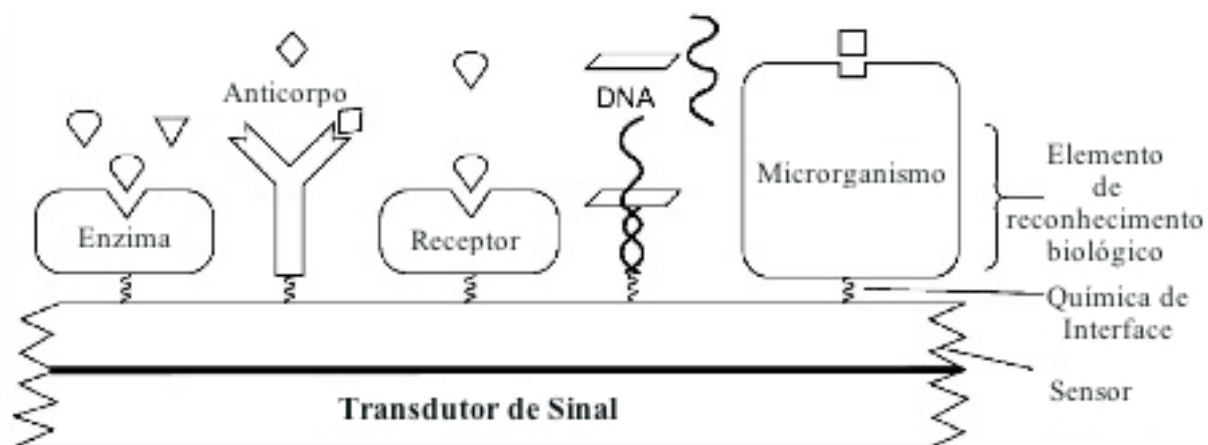 Anticorpo
DNA
Enzima
Receptor
Microrganismo
Elemento
de
reconhecimento
biológico
Química de
Interface
Sensor
Transdutor de Sinal